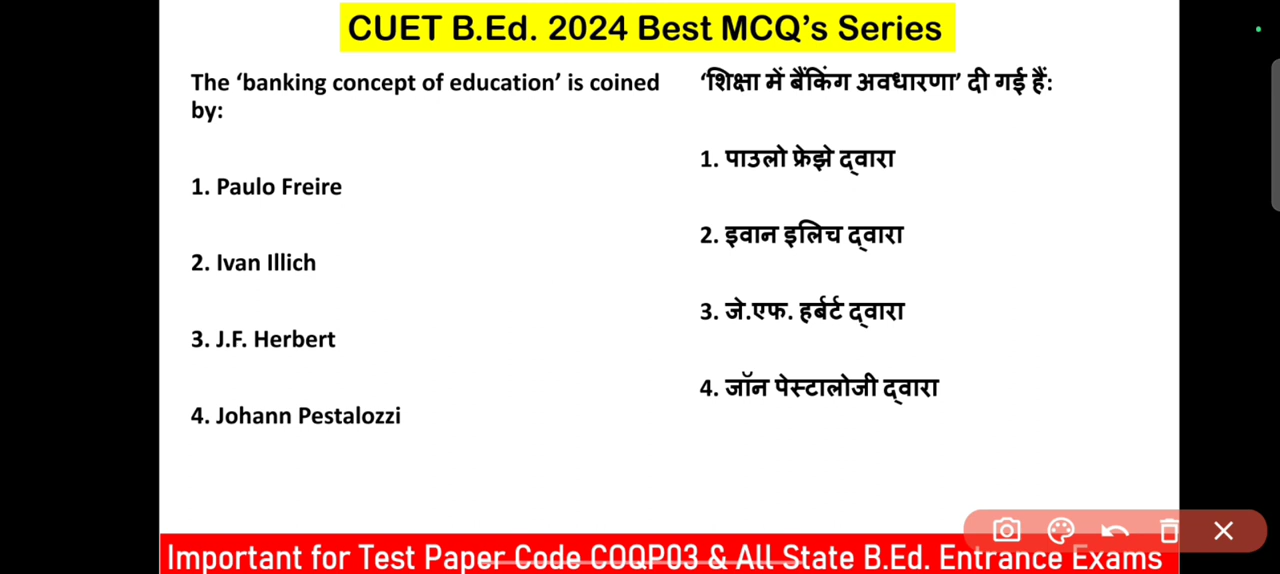 CUET B.Ed. 2024 Best MCQ's Series
The 'banking concept of education' is coined
by:
1. Paulo Freire
2. Ivan Illich
3. J.F. Herbert
4. Johann Pestalozzi
'शिक्षा में बैंकिंग अवधारणा' दी गई हैं:
1. पाउलो फ्रेझे द्वारा
2. इवान इलिच द्वारा
3. जे.एफ. हर्बर्ट द्वारा
4. जॉन पेस्टालोजी द्वारा
Important for Test Paper Code COQP03 & All State B.Ed. Entrance Exams